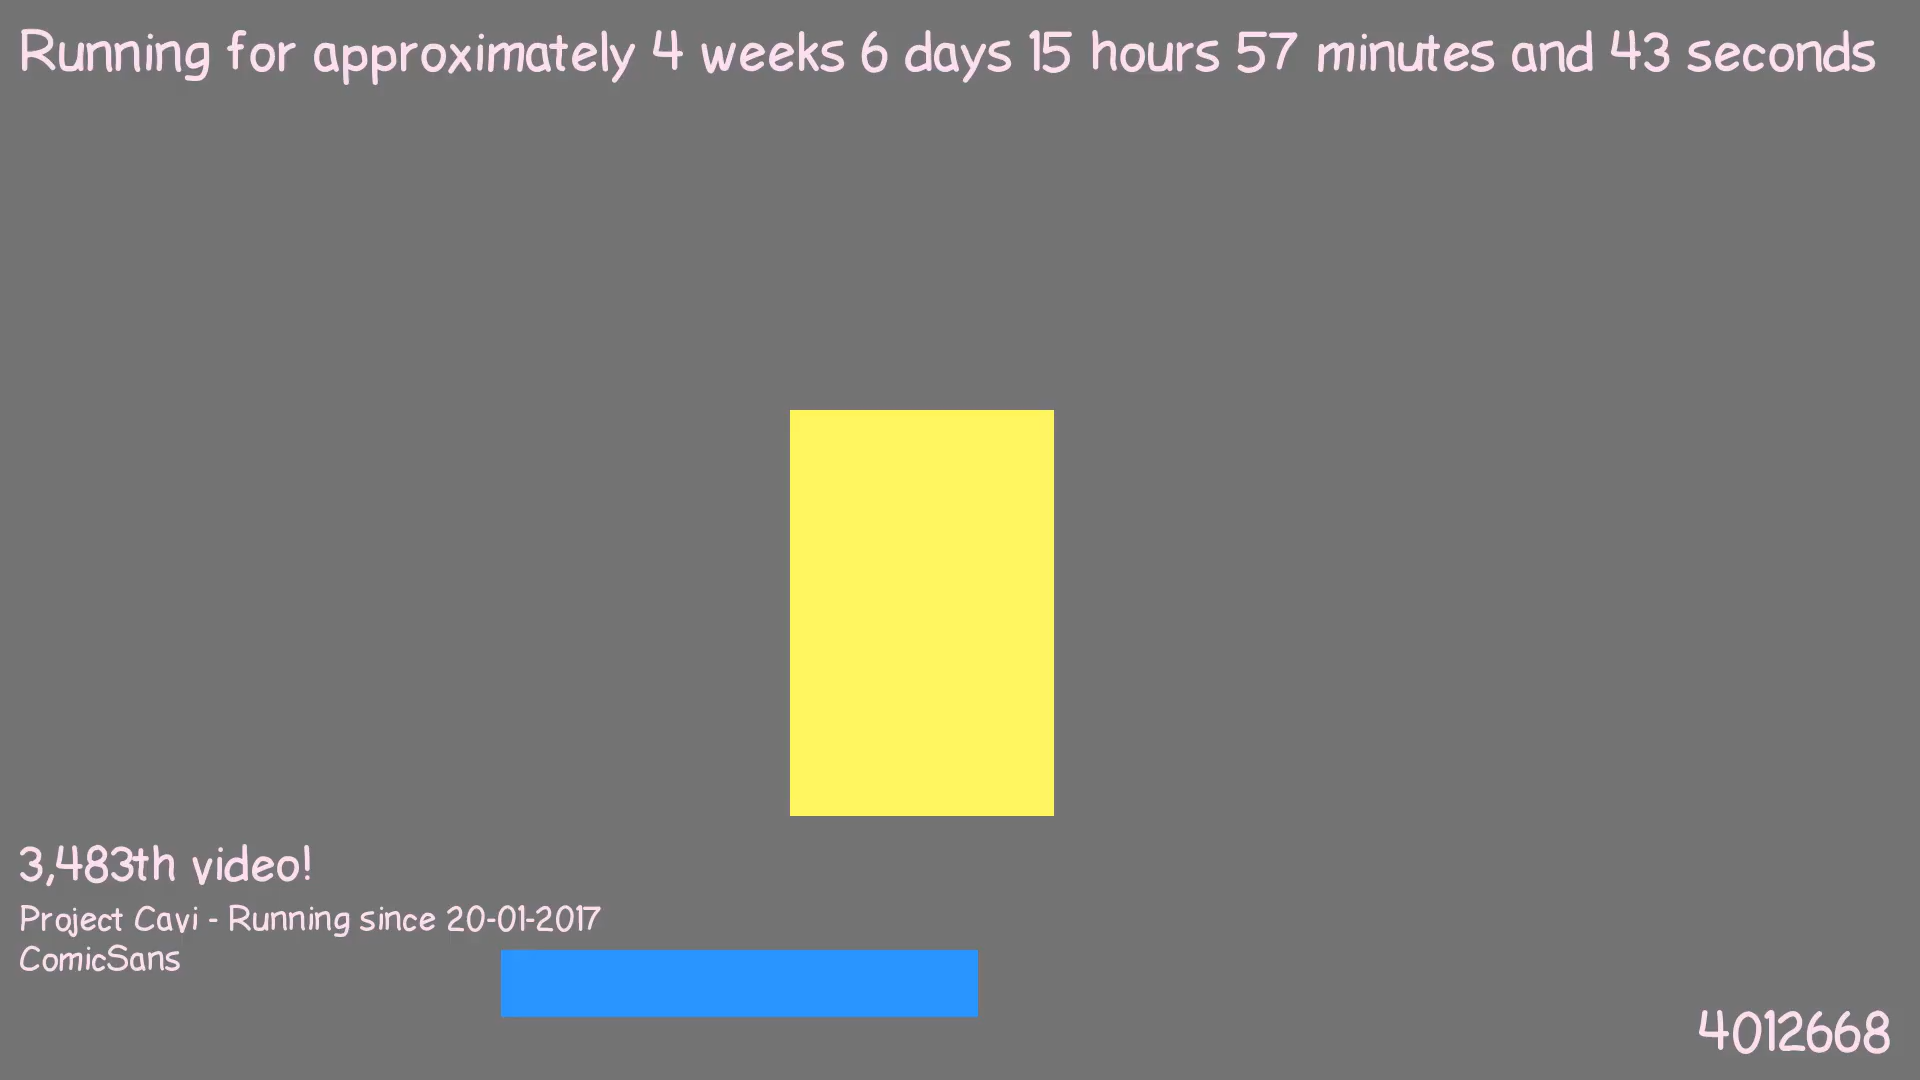 Running for approximately 4 weeks 6 days 15 hours 57 minutes and 43 seconds
3,483th video!
Project Cavi - Running since 20-01-2017
ComicSans
4012668